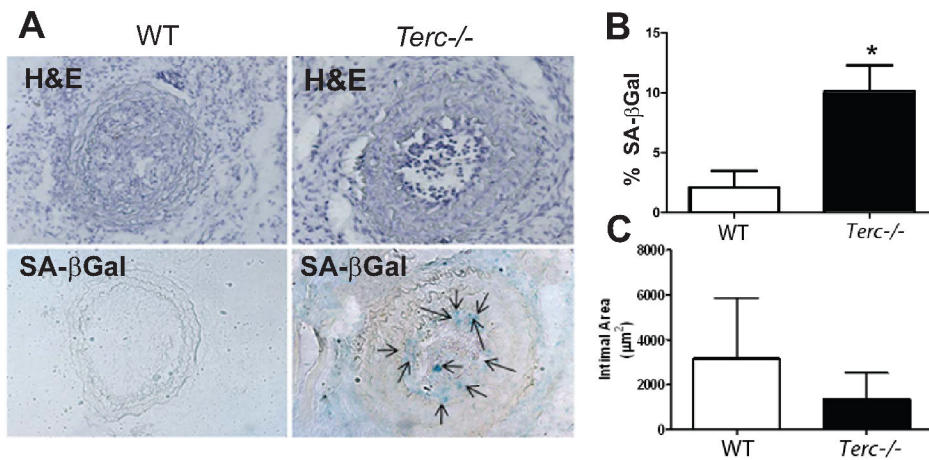 A
WT
Terc-/-
H&E
H&E
SA-βGal
SA-βGal
B
% SA-βGal
15
10
5
0
*
WT
Terc-/-
C
Intimal Area
(µm²)
8000
6000
4000
2000
0
WT
Terc-/-